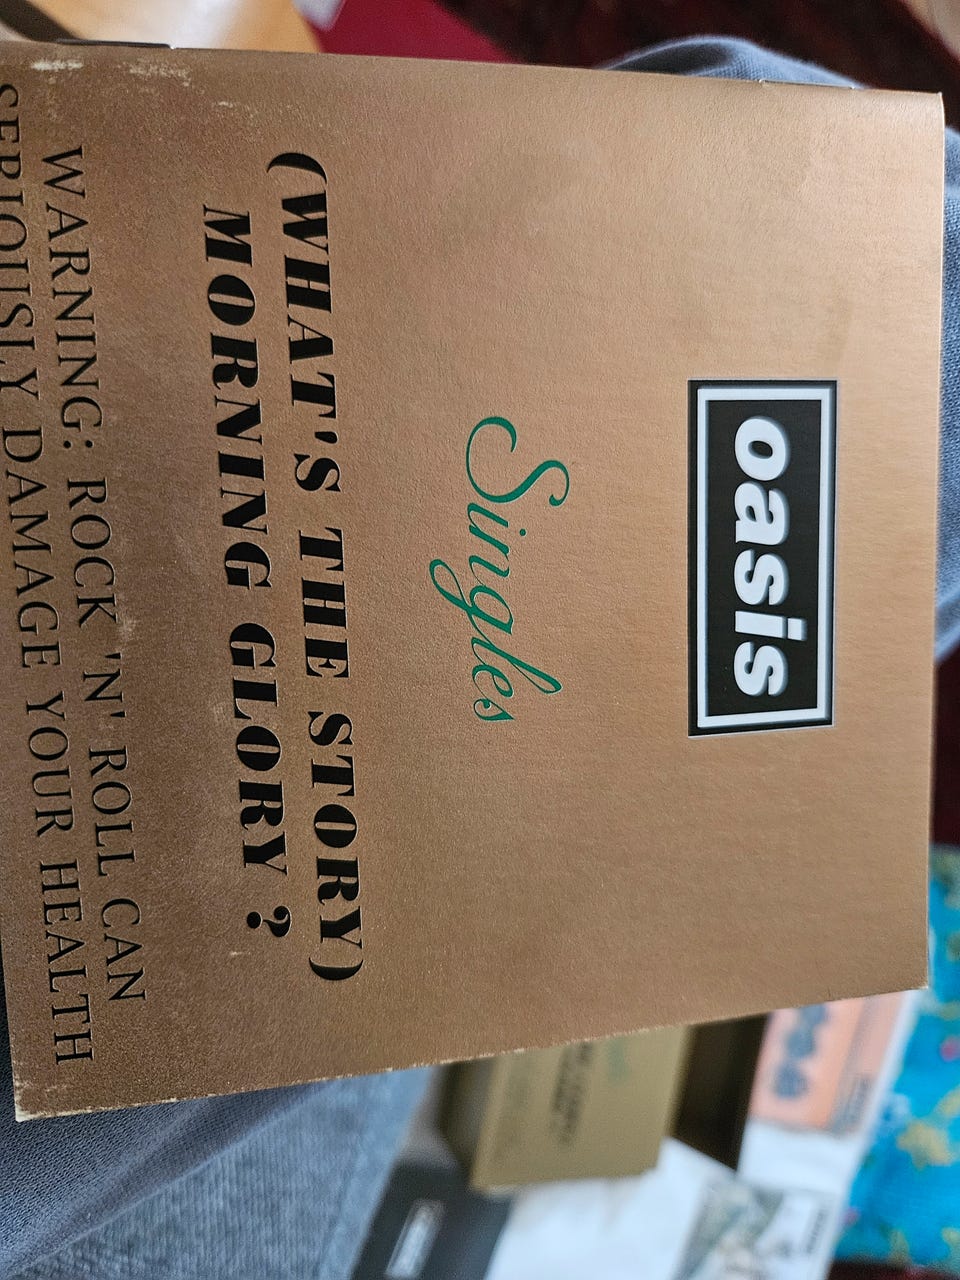 oasis
Singles
(WHAT'S THE STORY)
MORNING GLORY?
WARNING: ROCK 'N' ROLL CAN
SERIOUSLY DAMAGE YOUR HEALTH